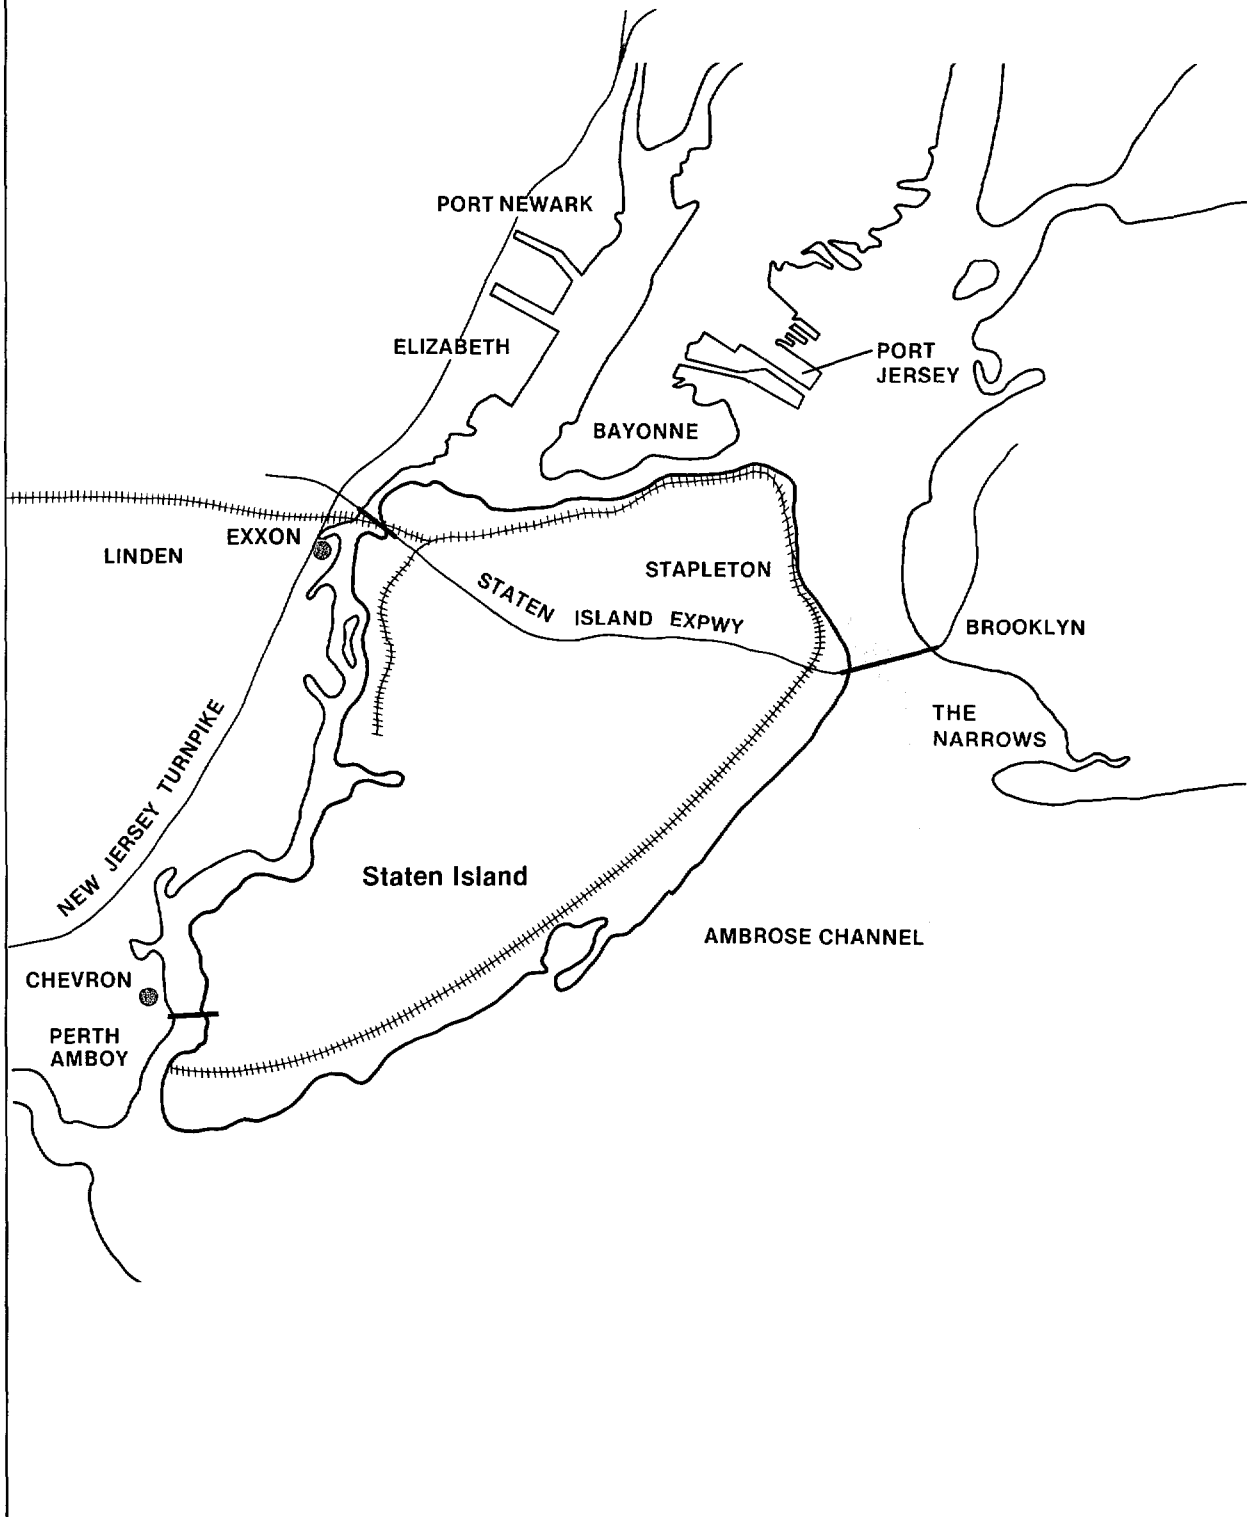 PORT NEWARK
ELIZABETH
PORT
JERSEY
BAYONNE
EXXON
LINDEN
STAPLETON
STATEN ISLAND EXPWY
BROOKLYN
THE
NARROWS
NEW JERSEY TURNPIKE
Staten Island
AMBROSE CHANNEL
CHEVRON
PERTH
AMBOY